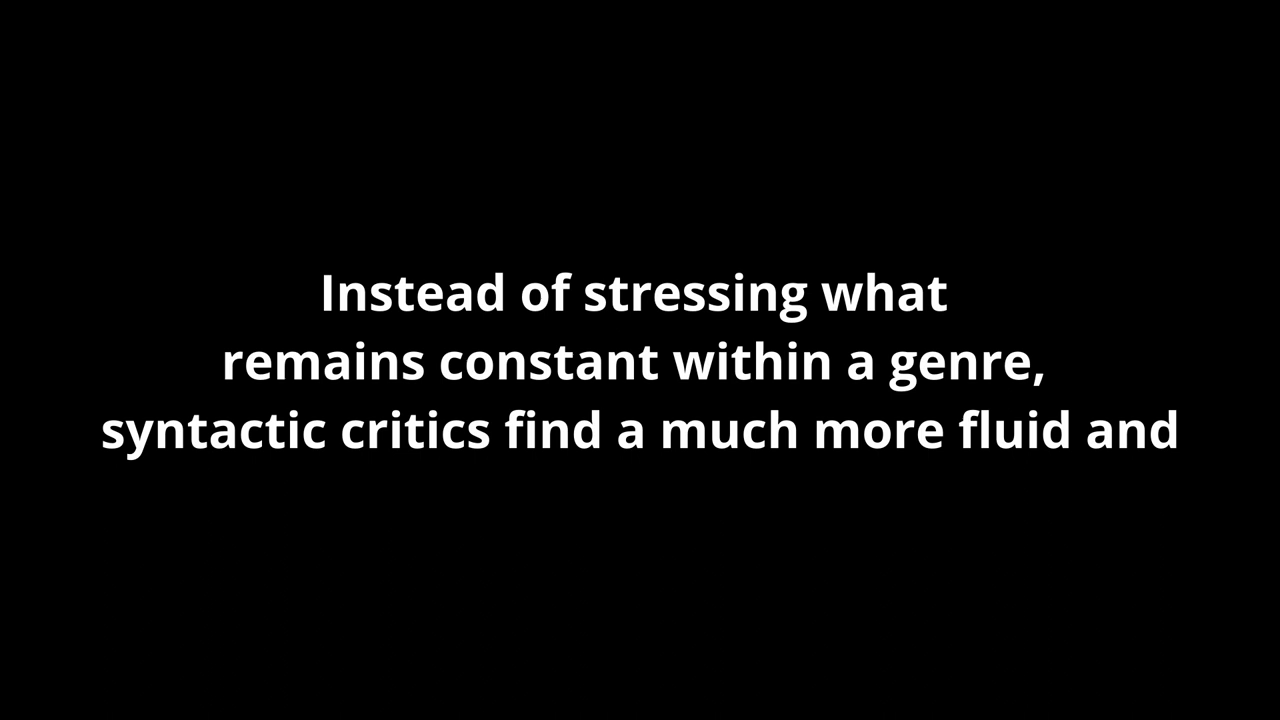 Instead of stressing what
remains constant within a genre,
syntactic critics find a much more fluid and